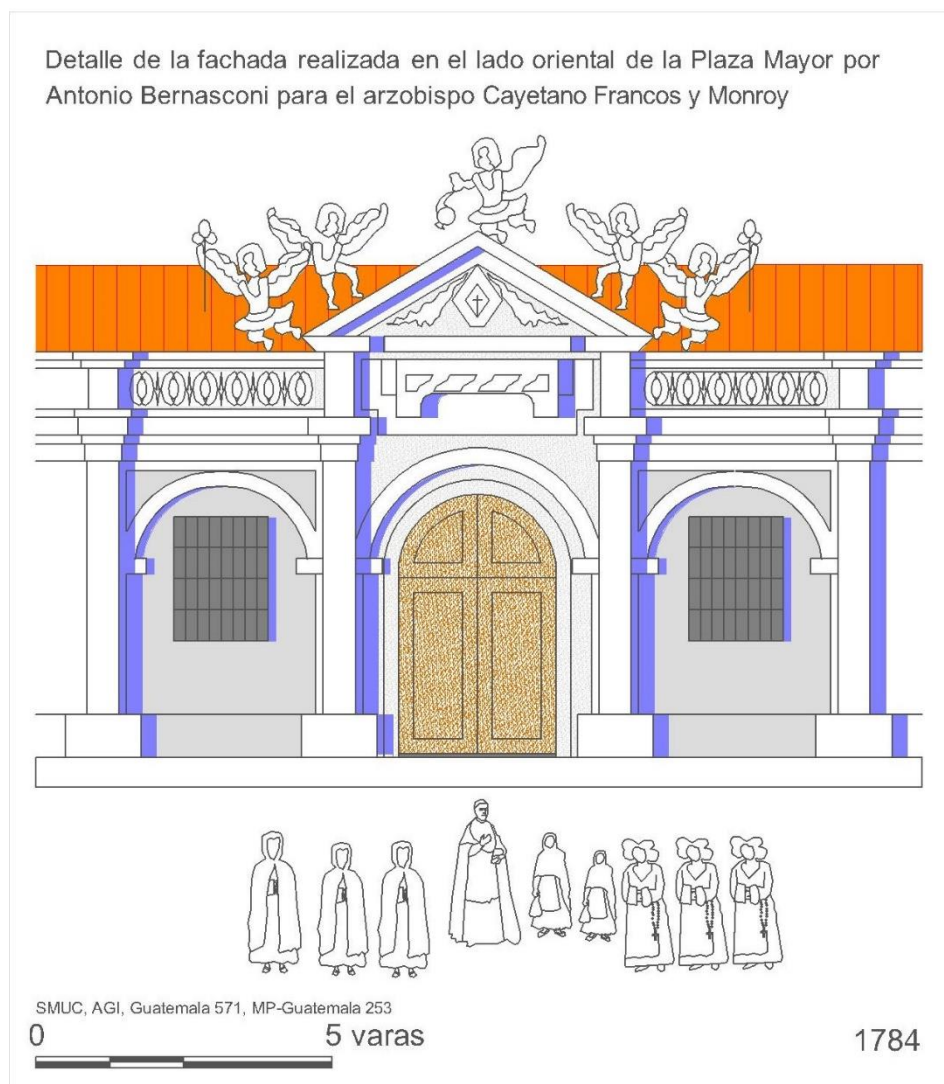 Detalle de la fachada realizada en el lado oriental de la Plaza Mayor por
Antonio Bernasconi para el arzobispo Cayetano Francos y Monroy
SMUC, AGI, Guatemala 571, MP-Guatemala 253
0 5 varas 1784